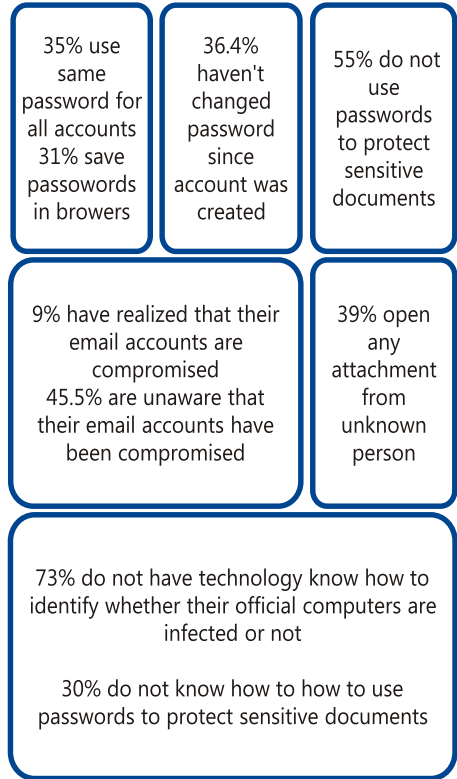 35% use
same
password for
all accounts
31% save
passowords
in browers
36.4%
haven't
changed
password
since
account was
created
55% do not
use
passwords
to protect
sensitive
documents
9% have realized that their
email accounts are
compromised
45.5% are unaware that
their email accounts have
been compromised
39% open
any
attachment
from
unknown
person
73% do not have technology know how to
identify whether their official computers are
infected or not
30% do not know how to how to use
passwords to protect sensitive documents